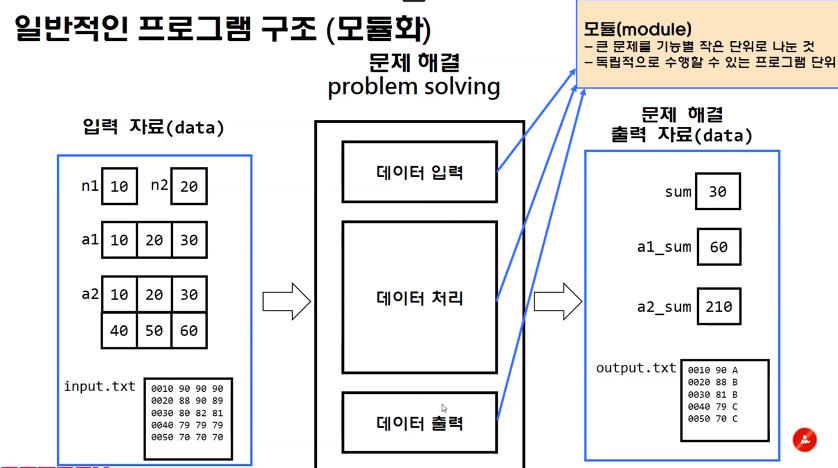 일반적인 프로그램 구조 (모듈화)
모듈(module)
– 큰 문제를 기능별 작은 단위로 나눈 것
– 독립적으로 수행할 수 있는 프로그램 단위
문제 해결
problem solving
입력 자료(data)
n1 10 n2 20
a1 10 20 30
a2 10 20 30
40 50 60
input.txt
0010 90 90 90
0020 88 90 89
0030 80 82 81
0040 79 79 79
0050 70 70 70
데이터 입력
데이터 처리
데이터 출력
문제 해결
출력 자료(data)
sum 30
a1_sum 60
a2_sum 210
output.txt
0010 90 A
0020 88 B
0030 81 B
0040 79 C
0050 70 C